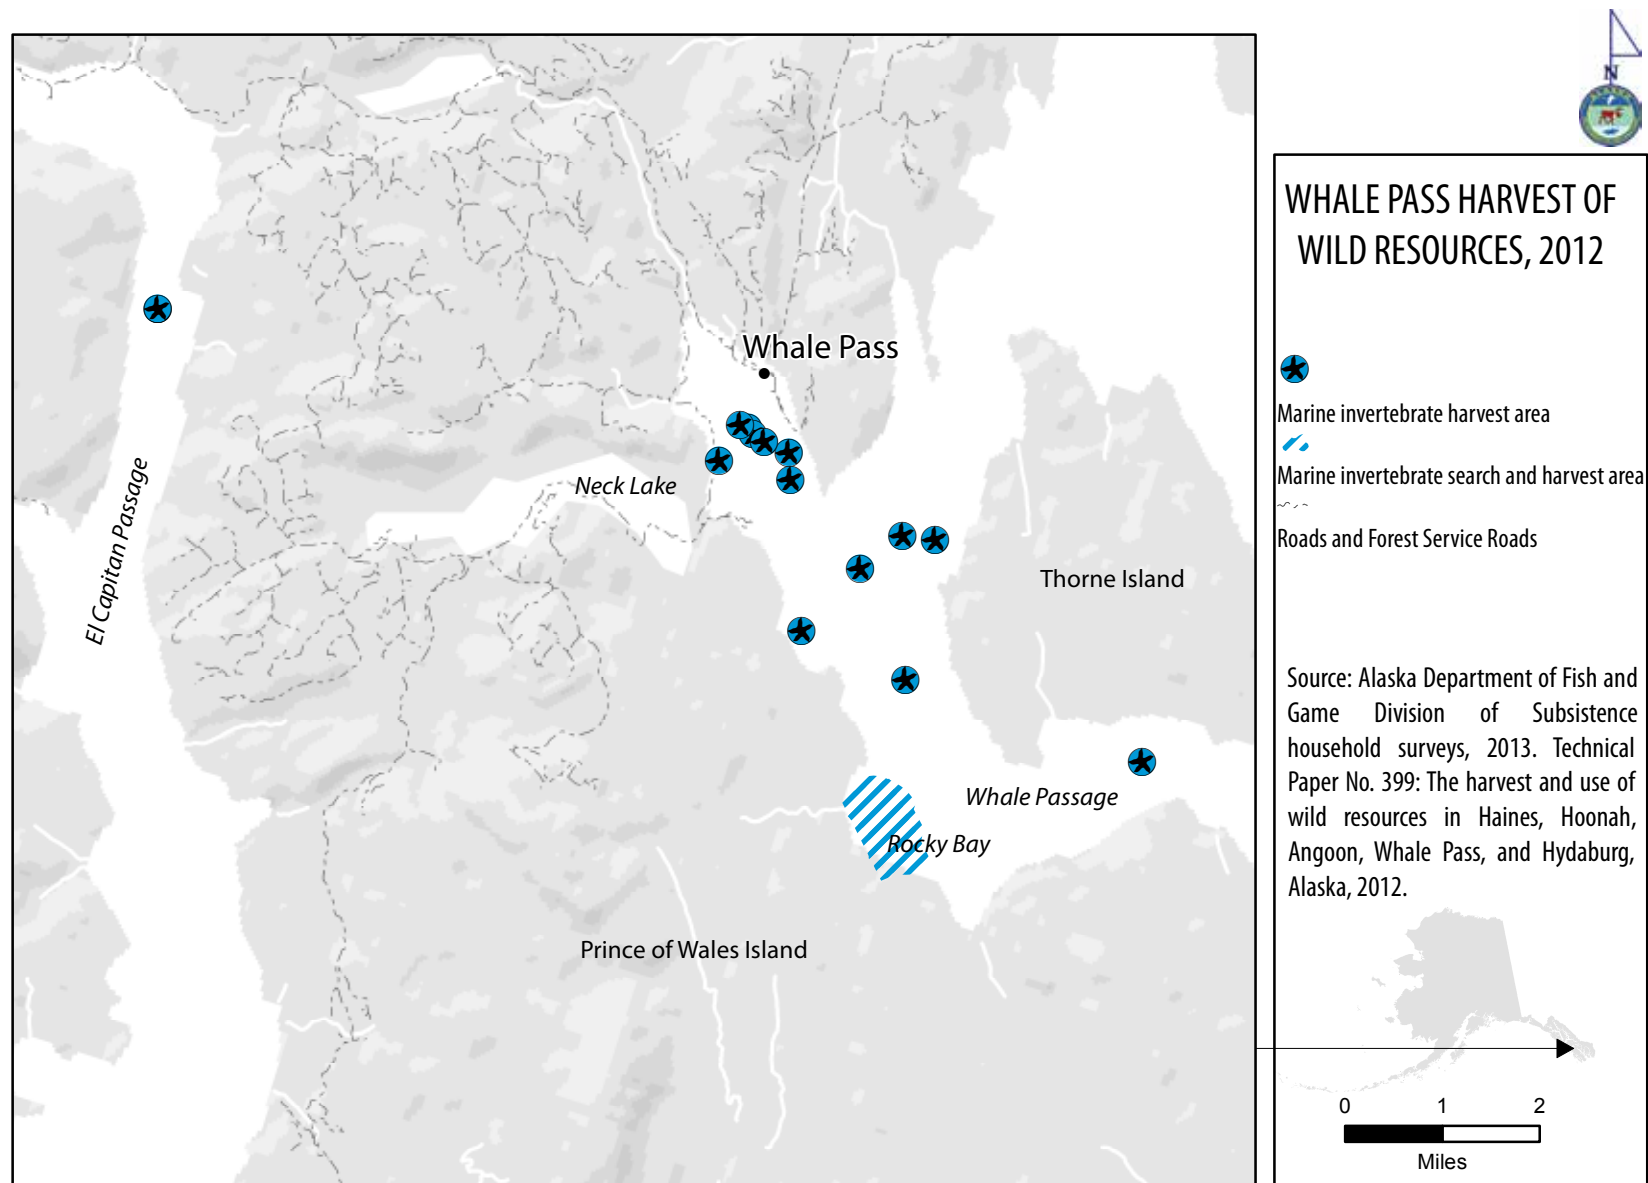 N
ALASKA
WHALE PASS HARVEST OF
WILD RESOURCES, 2012
Marine invertebrate harvest area
Marine invertebrate search and harvest area
Roads and Forest Service Roads
Source: Alaska Department of Fish and
Game Division of Subsistence
household surveys, 2013. Technical
Paper No. 399: The harvest and use of
wild resources in Haines, Hoonah,
Angoon, Whale Pass, and Hydaburg,
Alaska, 2012.
0 1 2
Miles
Whale Pass
Neck Lake
El Capitan Passage
Thorne Island
Whale Passage
Rocky Bay
Prince of Wales Island